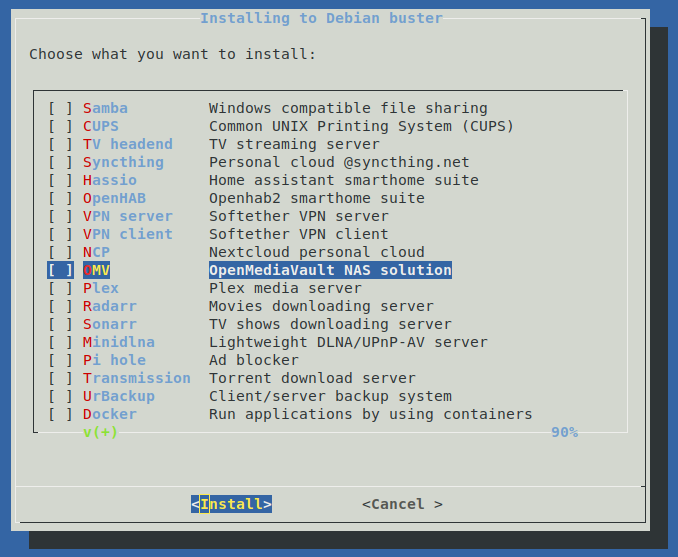 Installing to Debian buster
Choose what you want to install:
[ ] Samba Windows compatible file sharing
[ ] CUPS Common UNIX Printing System (CUPS)
[ ] TV headend TV streaming server
[ ] Syncthing Personal cloud @syncthing.net
[ ] Hassio Home assistant smarthome suite
[ ] OpenHAB Openhab2 smarthome suite
[ ] VPN server Softether VPN server
[ ] VPN client Softether VPN client
[ ] NCP Nextcloud personal cloud
[ ] OMV OpenMediaVault NAS solution
[ ] Plex Plex media server
[ ] Radarr Movies downloading server
[ ] Sonarr TV shows downloading server
[ ] Minidlna Lightweight DLNA/UPnP-AV server
[ ] Pi hole Ad blocker
[ ] Transmission Torrent download server
[ ] UrBackup Client/server backup system
[ ] Docker Run applications by using containers
v(+) 90%
<Install> <Cancel >